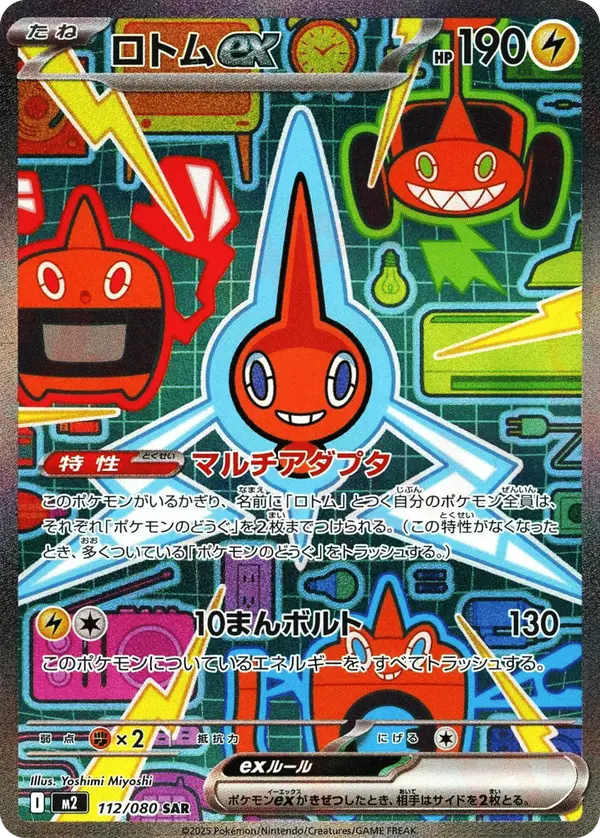 たね
ロトムex
HP 190
特性 とくせい
マルチアダプタ
このポケモンがいるかぎり、名前に「ロトム」とつく自分のポケモン全員は、
それぞれ「ポケモンのどうぐ」を2枚までつけられる。(この特性がなくなった
とき、多くついている「ポケモンのどうぐ」をトラッシュする。)
10まんボルト 130
このポケモンについているエネルギーを、すべてトラッシュする。
弱点 ×2 抵抗力 にげる
exルール
ポケモンexがきぜつしたとき、相手はサイドを2枚とる。
Illus. Yoshimi Miyoshi
I M2 112/080 SAR
©2025 Pokémon/Nintendo/Creatures/GAME FREAK.